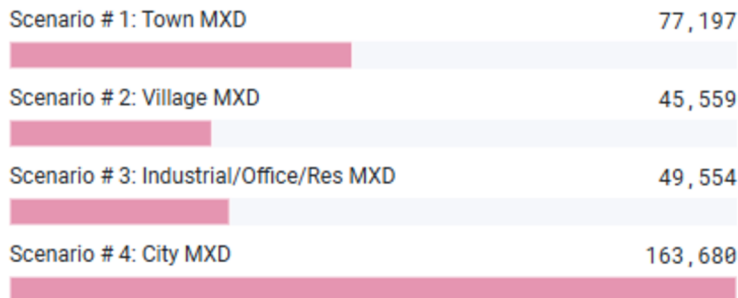 Scenario # 1: Town MXD 77,197
Scenario # 2: Village MXD 45,559
Scenario # 3: Industrial/Office/Res MXD 49,554
Scenario # 4: City MXD 163,680